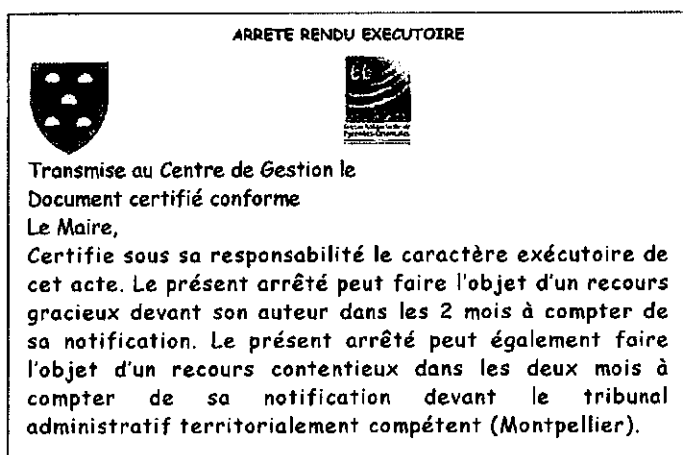 ARRETE RENDU EXECUTOIRE
66
Pyrénées-Orientales
Transmise au Centre de Gestion le
Document certifié conforme
Le Maire,
Certifie sous sa responsabilité le caractère exécutoire de
cet acte. Le présent arrêté peut faire l'objet d'un recours
gracieux devant son auteur dans les 2 mois à compter de
sa notification. Le présent arrêté peut également faire
l'objet d'un recours contentieux dans les deux mois à
compter de sa notification devant le tribunal
administratif territorialement compétent (Montpellier).